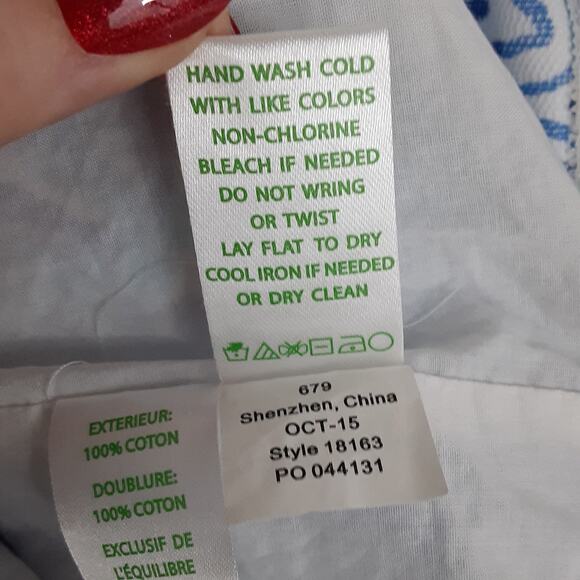 HAND WASH COLD
WITH LIKE COLORS
NON-CHLORINE
BLEACH IF NEEDED
DO NOT WRING
OR TWIST
LAY FLAT TO DRY
COOL IRON IF NEEDED
OR DRY CLEAN
679
Shenzhen, China
OCT-15
Style 18163
PO 044131
EXTERIEUR:
100% COTON
DOUBLURE:
100% COTON
EXCLUSIF DE
L'ÉQUILIBRE